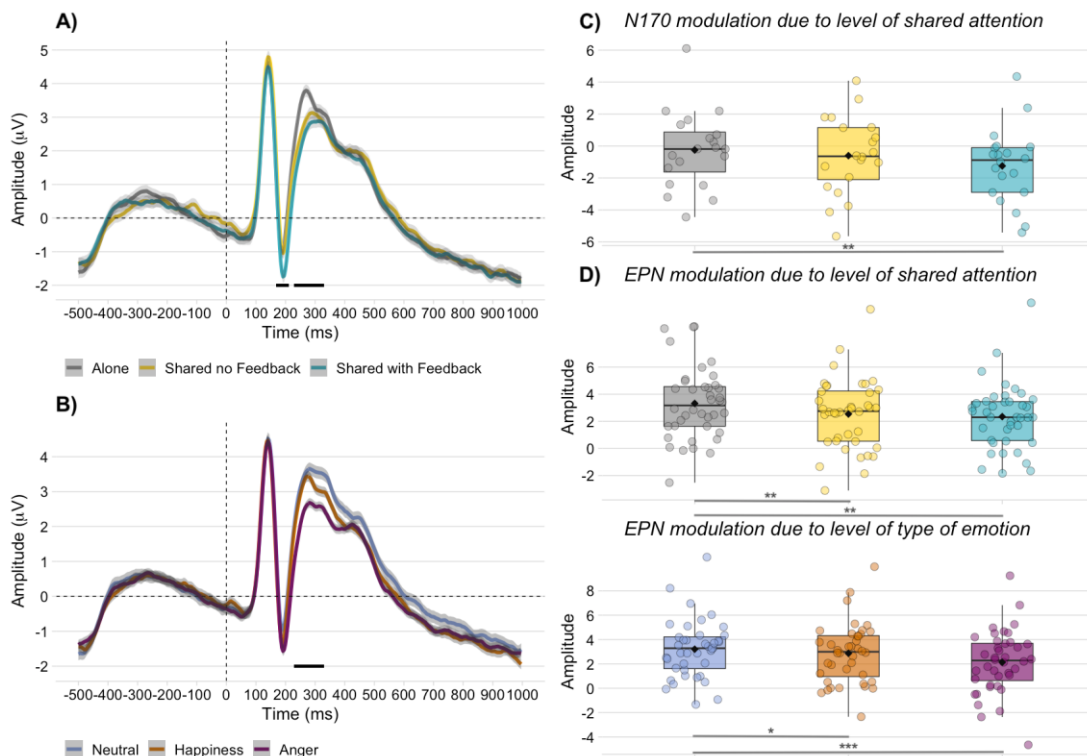 A)
5
4
3
2
1
0
-1
-2
Amplitude (µV)
-500 -400 -300 -200 -100 0 100 200 300 400 500 600 700 800 900 1000
Time (ms)
Alone Shared no Feedback Shared with Feedback
B)
4
3
2
1
0
-1
-2
Amplitude (µV)
-500 -400 -300 -200 -100 0 100 200 300 400 500 600 700 800 900 1000
Time (ms)
Neutral Happiness Anger
C) N170 modulation due to level of shared attention
6
4
2
0
-2
-4
-6
Amplitude
**
D) EPN modulation due to level of shared attention
6
4
2
0
-2
Amplitude
**
**
EPN modulation due to level of type of emotion
8
6
4
2
0
-2
-4
Amplitude
*
***